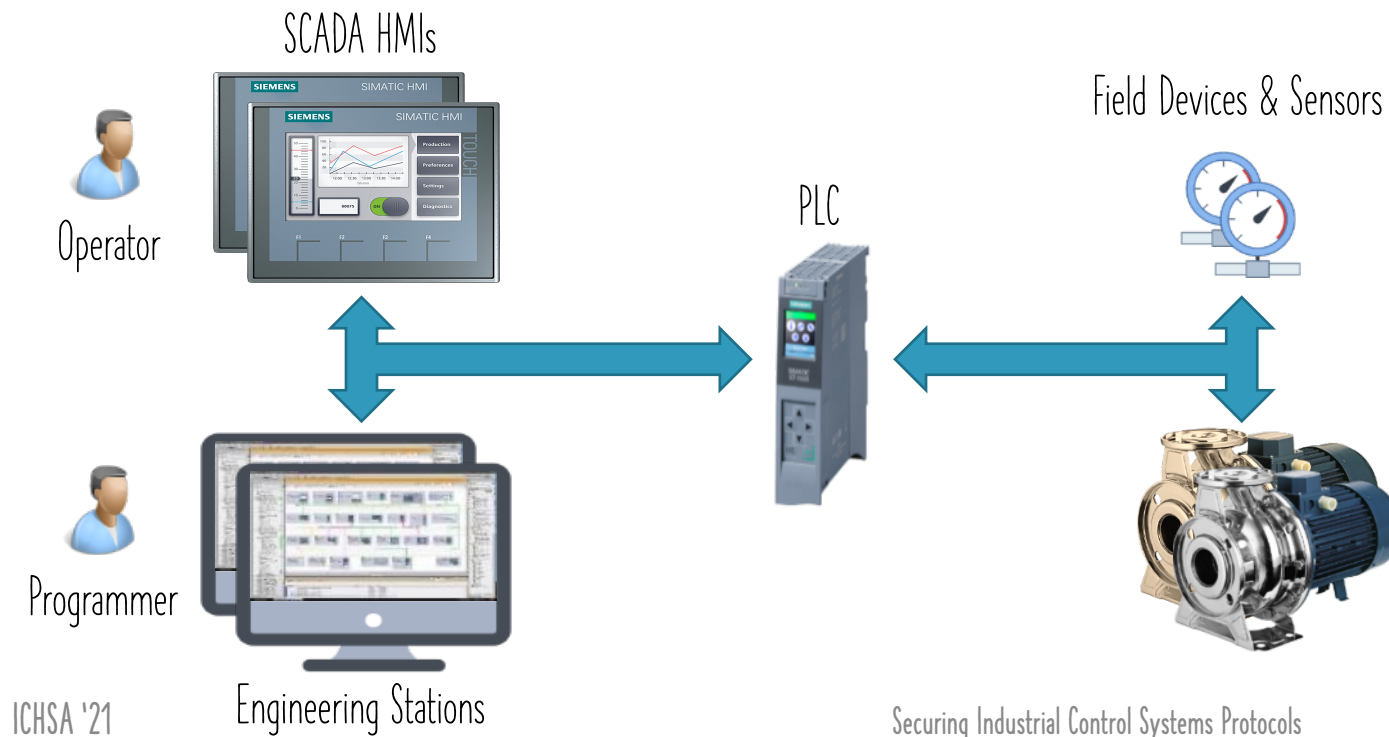 SCADA HMIs
SIEMENS
SIMATIC HMI
SIEMENS
SIMATIC HMI
TOUCH
Production
Preferences
Settings
Diagnostics
ON
F1
F2
F4
Operator
Field Devices & Sensors
PLC
SIEMENS
Programmer
Engineering Stations
ICHSA '21
Securing Industrial Control Systems Protocols